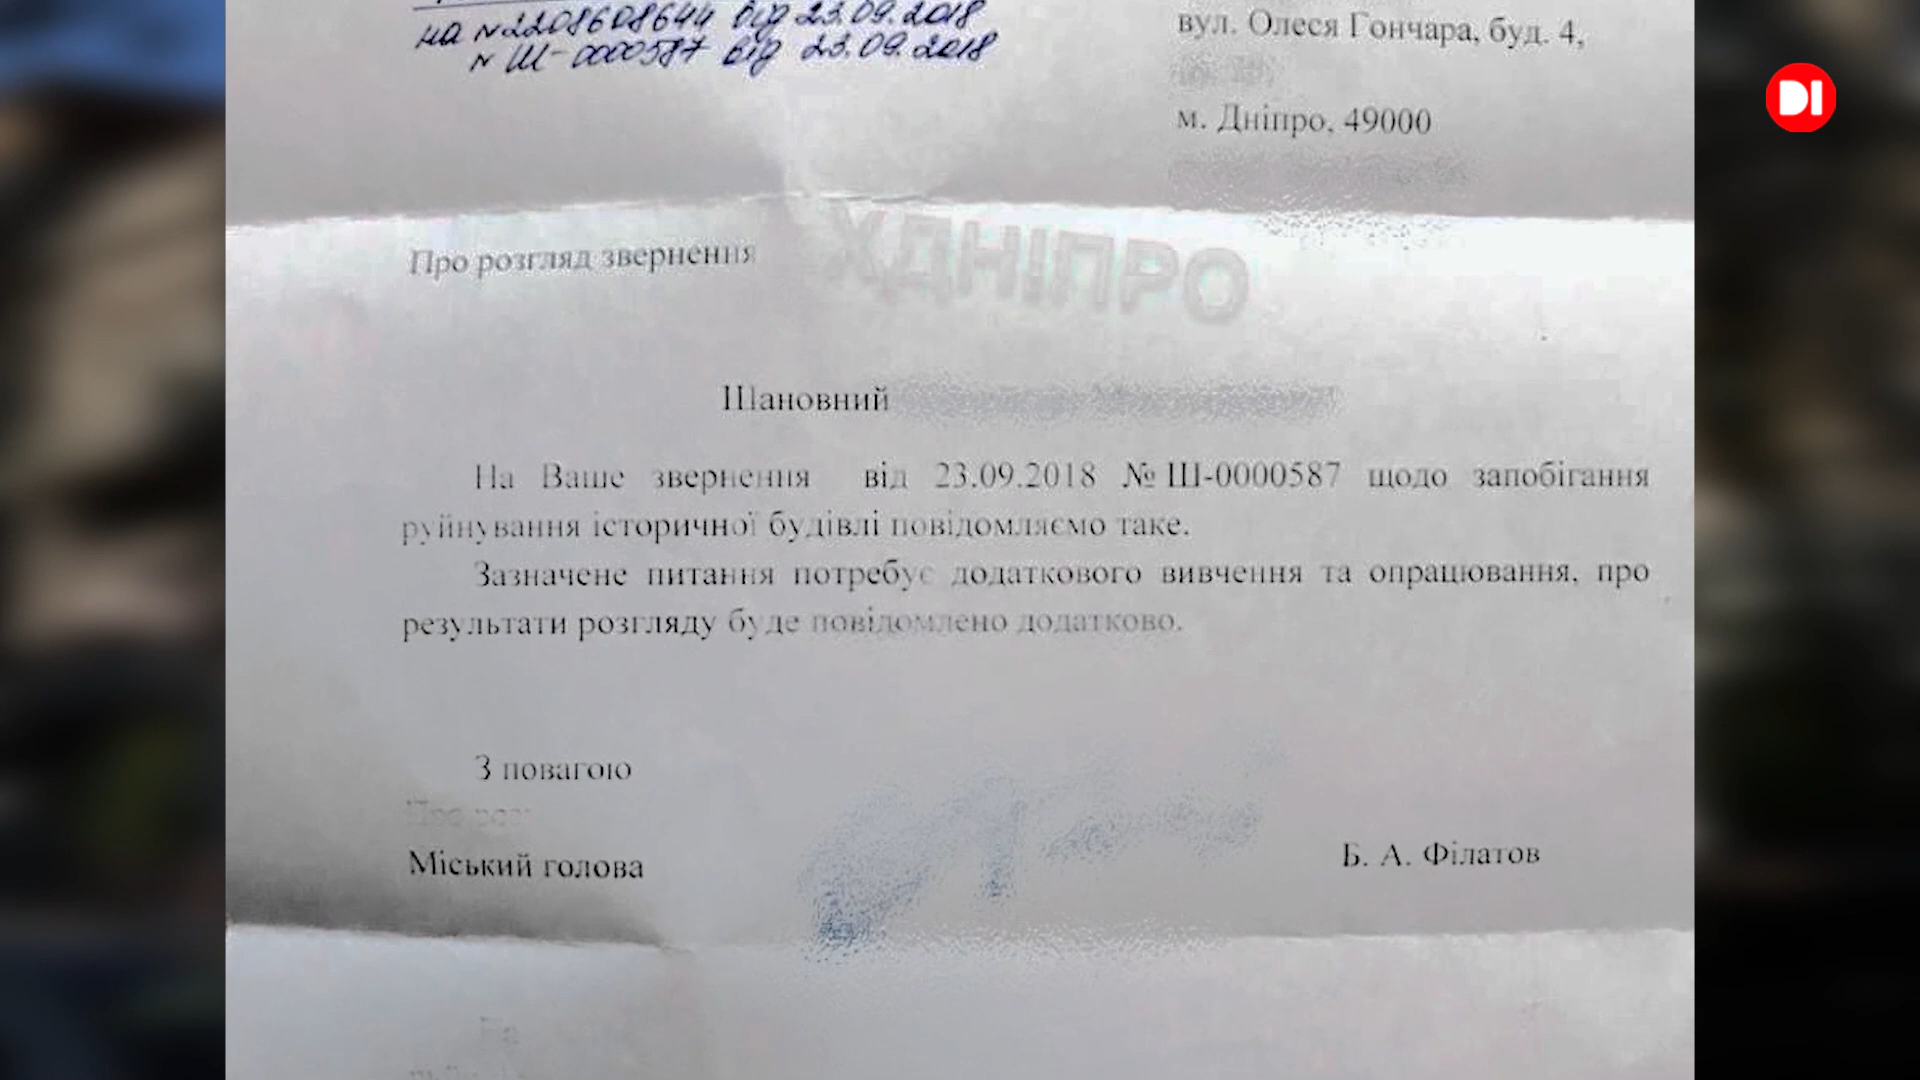 на №2208608644 від 23.09.2018
№ Ш-0000587 від 23.09.2018
вул. Олеся Гончара, буд. 4,
м. Дніпро, 49000
DI
Про розгляд звернення
ХДНІПРО
Шановний
На Ваше звернення від 23.09.2018 № Ш-0000587 щодо запобігання
руйнування історичної будівлі повідомляємо таке.
Зазначене питання потребує додаткового вивчення та опрацювання, про
результати розгляду буде повідомлено додатково.
З повагою
Міський голова
Б. А. Філатов